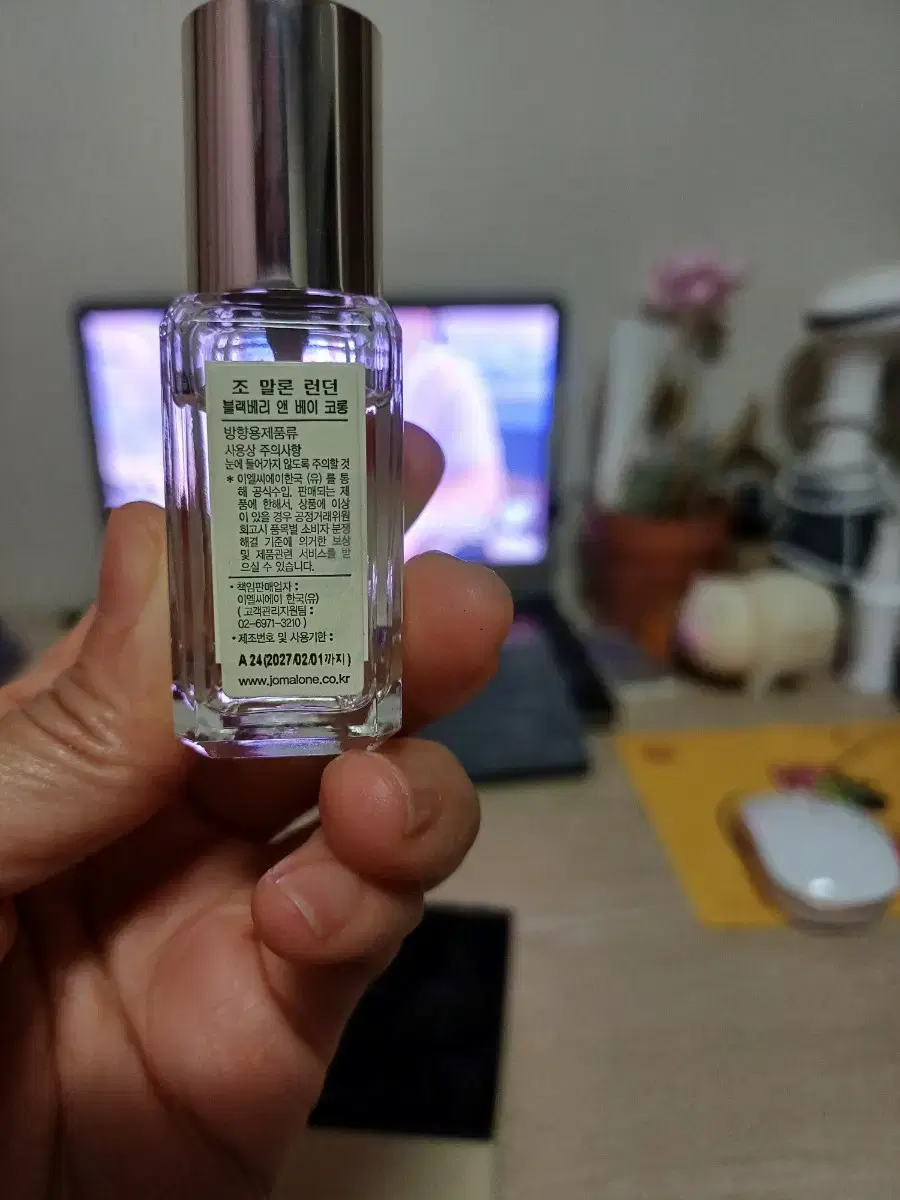 조 말론 런던
블랙베리 앤 베이 코롱
방향용제품류
사용상 주의사항
눈에 들어가지 않도록 주의할 것
* 이엘씨에이한국 (유) 를 통
해 공식수입, 판매되는 제
품에 한해서, 상품에 이상
이 있을 경우 공정거래위원
회고시 품목별 소비자 분쟁
해결 기준에 의거한 보상
및 제품관련 서비스를 받
으실 수 있습니다.
• 책임판매업자 :
이엘씨에이 한국(유)
( 고객관리지원팀 :
02-6971-3210 )
• 제조번호 및 사용기한 :
A 24(2027/02/01까지)
www.jomalone.co.kr